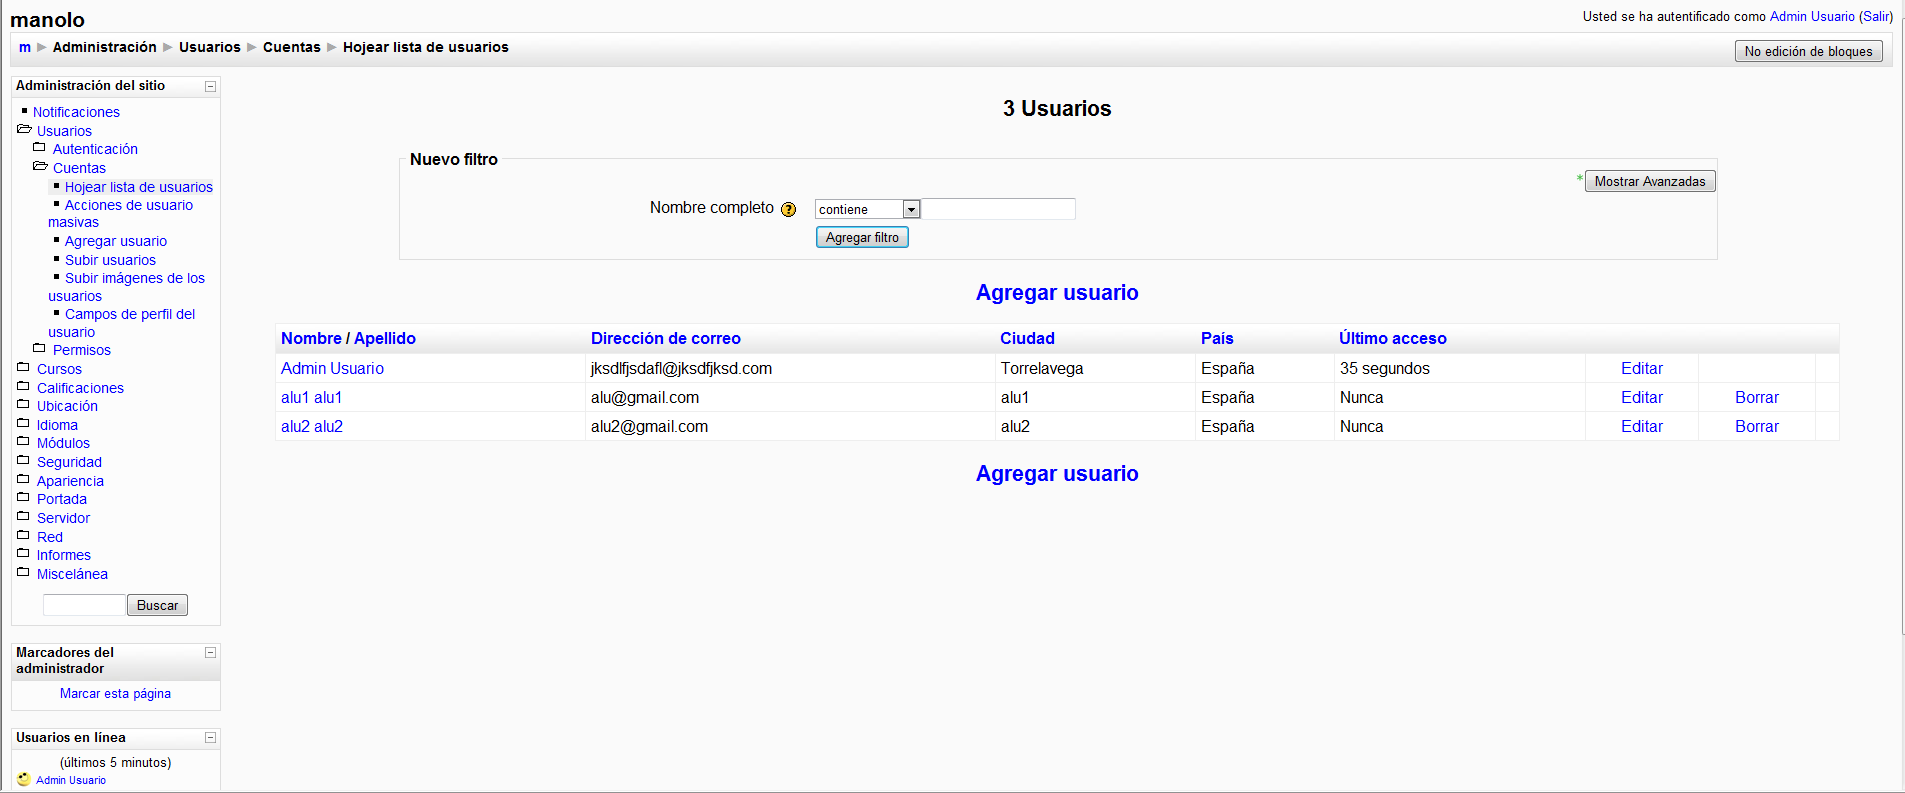 manolo
Usted se ha autentificado como Admin Usuario (Salir)
m ► Administración ► Usuarios ► Cuentas ► Hojear lista de usuarios
No edición de bloques
Administración del sitio
Notificaciones
Usuarios
Autenticación
Cuentas
Hojear lista de usuarios
Acciones de usuario
masivas
Agregar usuario
Subir usuarios
Subir imágenes de los
usuarios
Campos de perfil del
usuario
Permisos
Cursos
Calificaciones
Ubicación
Idioma
Módulos
Seguridad
Apariencia
Portada
Servidor
Red
Informes
Miscelánea
Buscar
Marcadores del
administrador
Marcar esta página
Usuarios en línea
(últimos 5 minutos)
Admin Usuario
3 Usuarios
Nuevo filtro
* Mostrar Avanzadas
Nombre completo ? contiene
Agregar filtro
Agregar usuario
Nombre / Apellido Dirección de correo Ciudad País Último acceso
Admin Usuario jksdlfjsdafl@jksdfjksd.com Torrelavega España 35 segundos Editar
alu1 alu1 alu@gmail.com alu1 España Nunca Editar Borrar
alu2 alu2 alu2@gmail.com alu2 España Nunca Editar Borrar
Agregar usuario